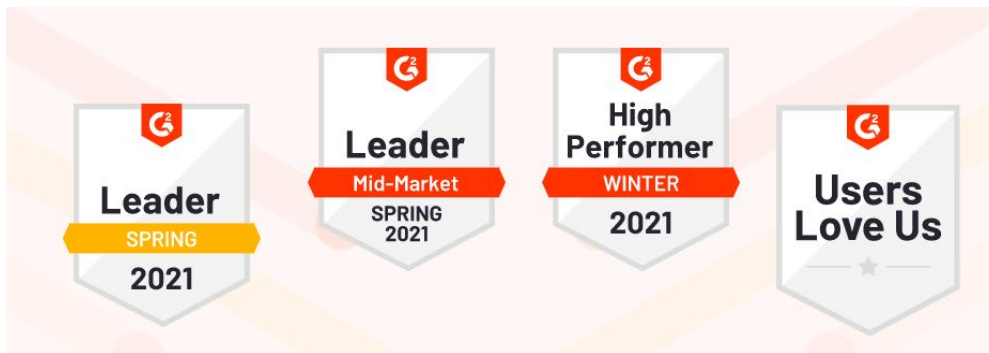 G2
Leader
SPRING
2021
G2
Leader
Mid-Market
SPRING
2021
G2
High
Performer
WINTER
2021
G2
Users
Love Us